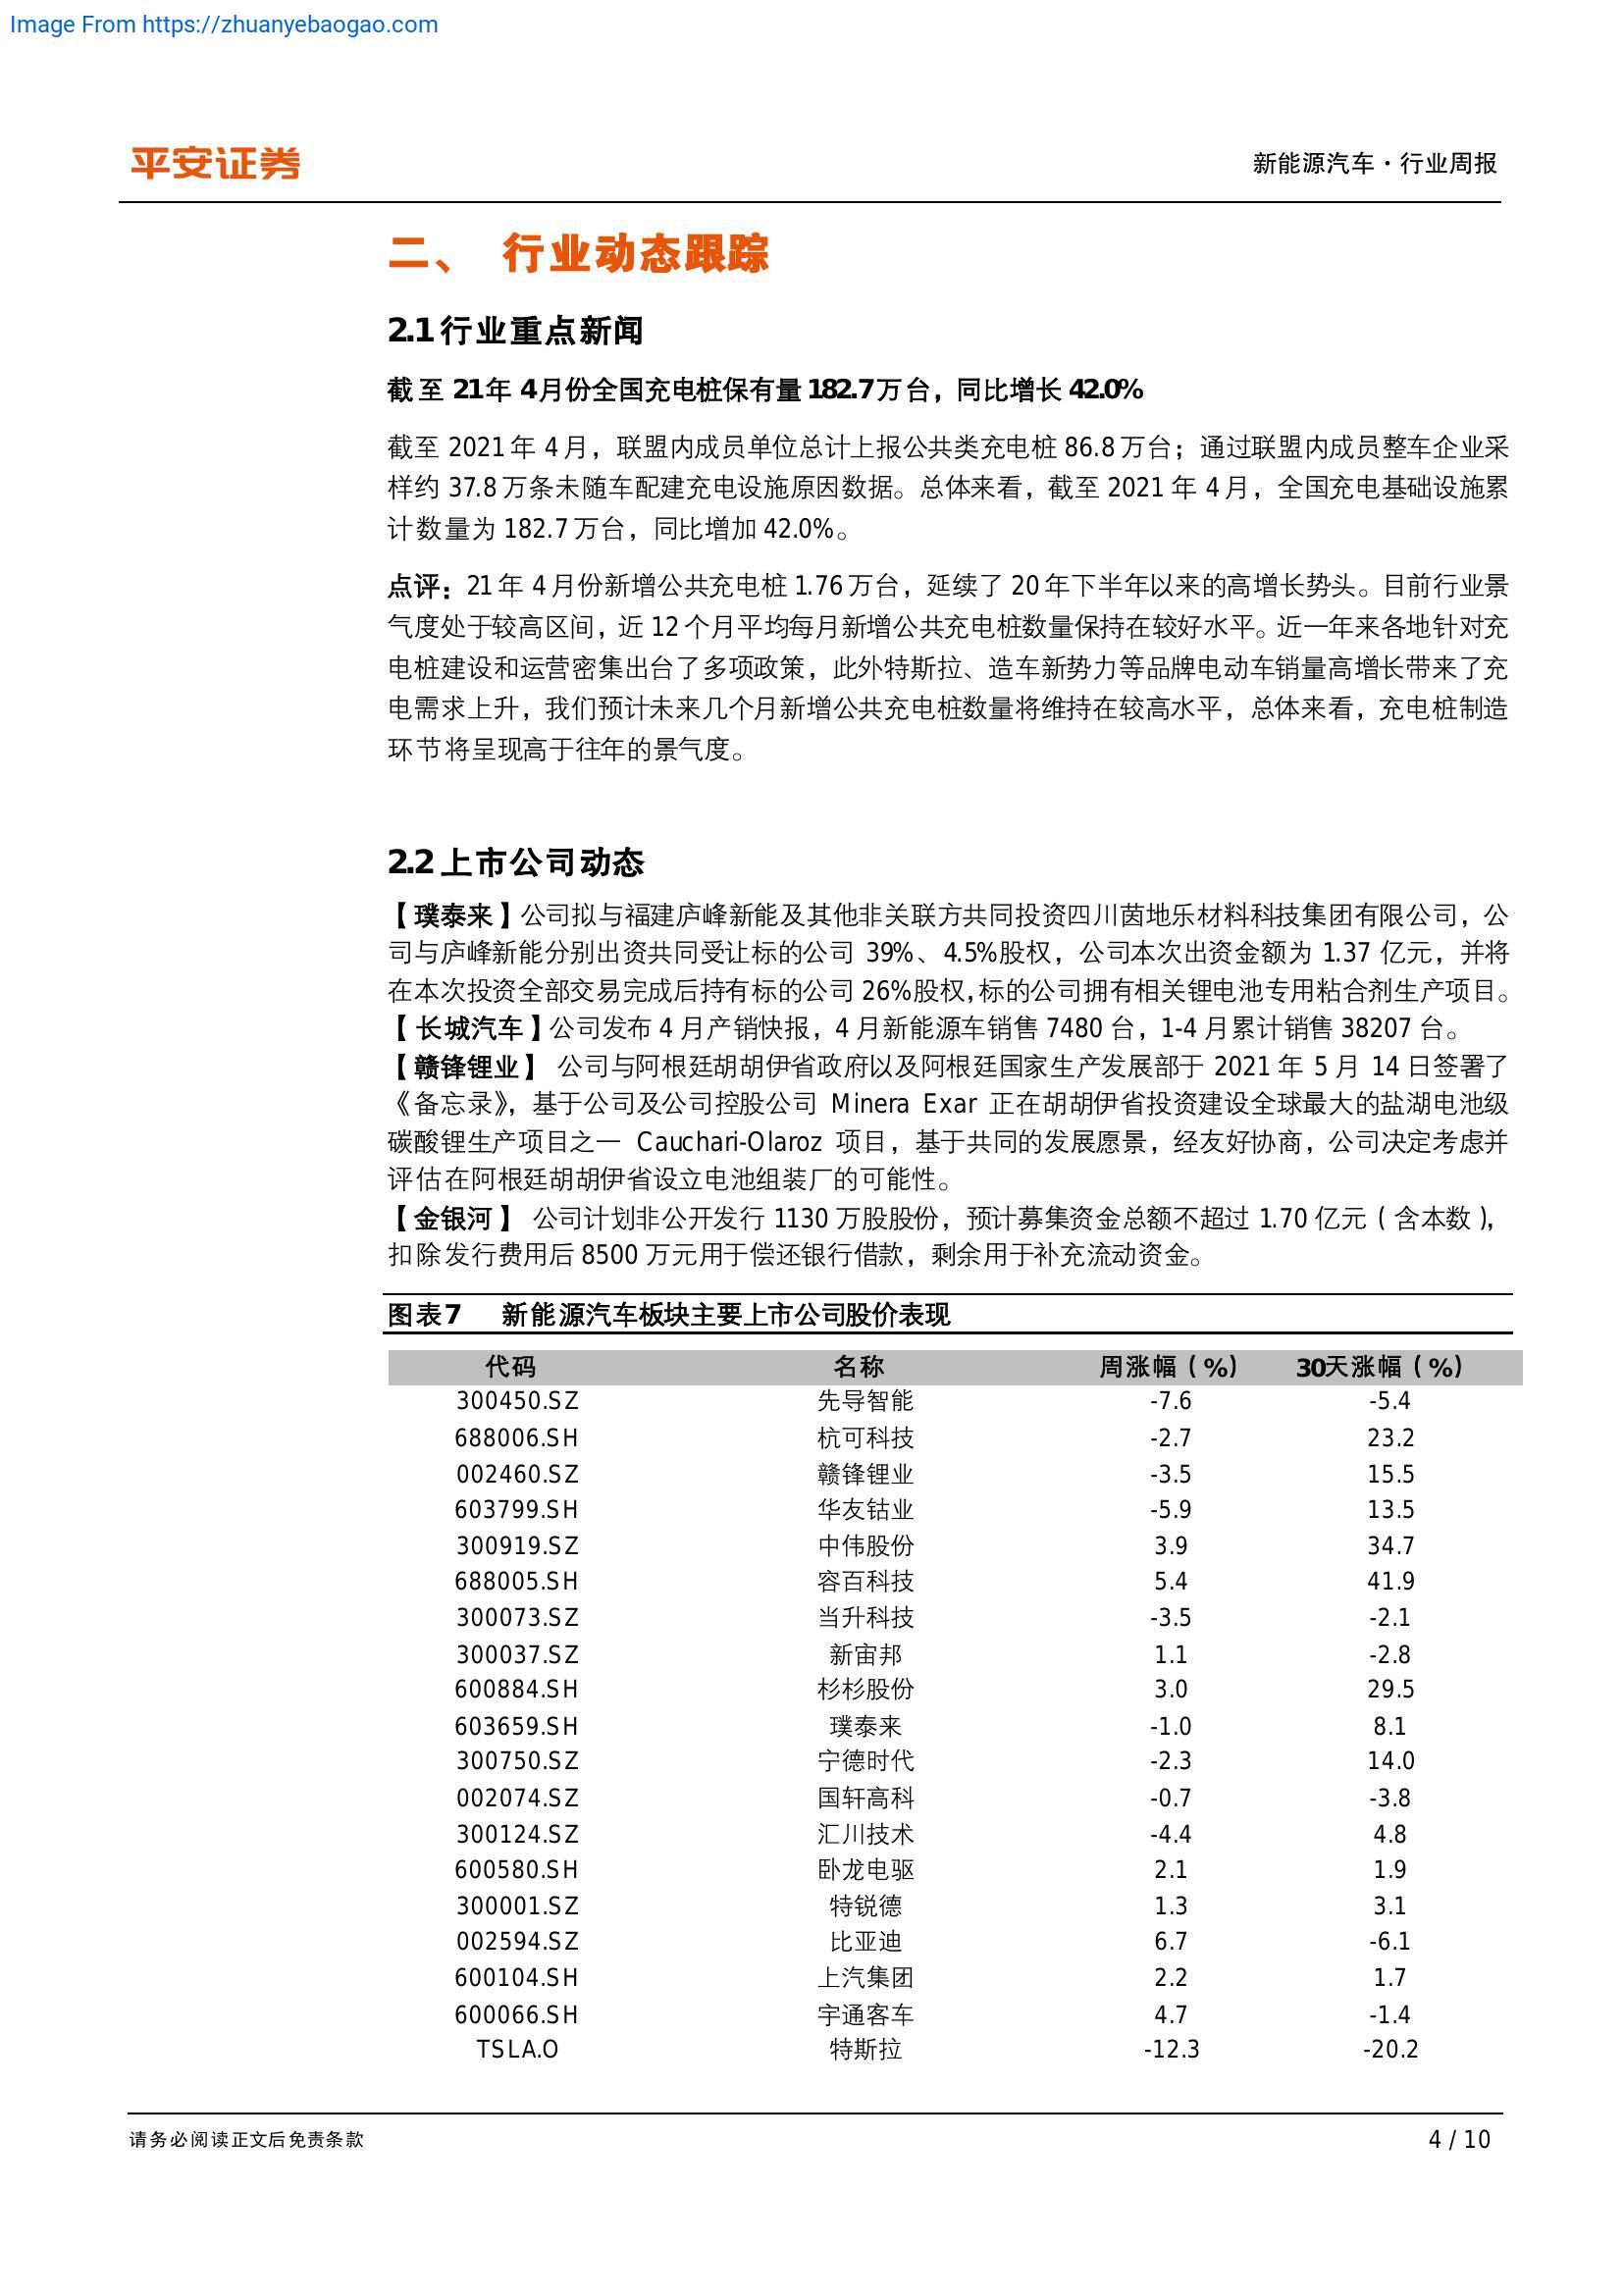 Image From https://zhuanyebaogao.com
平安证券
新能源汽车·行业周报
二、 行业动态跟踪
2.1 行业重点新闻
截至 21年 4月份全国充电桩保有量 182.7万台，同比增长 42.0%
截至 2021 年 4 月，联盟内成员单位总计上报公共类充电桩 86.8 万台；通过联盟内成员整车企业采
样约 37.8 万条未随车配建充电设施原因数据。总体来看，截至 2021 年 4 月，全国充电基础设施累
计数量为 182.7 万台，同比增加 42.0%。
点评：21 年 4 月份新增公共充电桩 1.76 万台，延续了 20 年下半年以来的高增长势头。目前行业景
气度处于较高区间，近 12 个月平均每月新增公共充电桩数量保持在较好水平。近一年来各地针对充
电桩建设和运营密集出台了多项政策，此外特斯拉、造车新势力等品牌电动车销量高增长带来了充
电需求上升，我们预计未来几个月新增公共充电桩数量将维持在较高水平，总体来看，充电桩制造
环节将呈现高于往年的景气度。
2.2 上市公司动态
【璞泰来】公司拟与福建庐峰新能及其他非关联方共同投资四川茵地乐材料科技集团有限公司，公
司与庐峰新能分别出资共同受让标的公司 39%、4.5%股权，公司本次出资金额为 1.37 亿元，并将
在本次投资全部交易完成后持有标的公司 26%股权，标的公司拥有相关锂电池专用粘合剂生产项目。
【长城汽车】公司发布 4 月产销快报，4 月新能源车销售 7480 台，1-4 月累计销售 38207 台。
【赣锋锂业】 公司与阿根廷胡胡伊省政府以及阿根廷国家生产发展部于 2021 年 5 月 14 日签署了
《备忘录》，基于公司及公司控股公司 Minera Exar 正在胡胡伊省投资建设全球最大的盐湖电池级
碳酸锂生产项目之一 Cauchari-Olaroz 项目，基于共同的发展愿景，经友好协商，公司决定考虑并
评估在阿根廷胡胡伊省设立电池组装厂的可能性。
【金银河】 公司计划非公开发行 1130 万股股份，预计募集资金总额不超过 1.70 亿元（含本数），
扣除发行费用后 8500 万元用于偿还银行借款，剩余用于补充流动资金。
图表7 新能源汽车板块主要上市公司股价表现
代码 名称 周涨幅（%） 30天涨幅（%）
300450.SZ 先导智能 -7.6 -5.4
688006.SH 杭可科技 -2.7 23.2
002460.SZ 赣锋锂业 -3.5 15.5
603799.SH 华友钴业 -5.9 13.5
300919.SZ 中伟股份 3.9 34.7
688005.SH 容百科技 5.4 41.9
300073.SZ 当升科技 -3.5 -2.1
300037.SZ 新宙邦 1.1 -2.8
600884.SH 杉杉股份 3.0 29.5
603659.SH 璞泰来 -1.0 8.1
300750.SZ 宁德时代 -2.3 14.0
002074.SZ 国轩高科 -0.7 -3.8
300124.SZ 汇川技术 -4.4 4.8
600580.SH 卧龙电驱 2.1 1.9
300001.SZ 特锐德 1.3 3.1
002594.SZ 比亚迪 6.7 -6.1
600104.SH 上汽集团 2.2 1.7
600066.SH 宇通客车 4.7 -1.4
TSLA.O 特斯拉 -12.3 -20.2
请务必阅读正文后免责条款
4 / 10